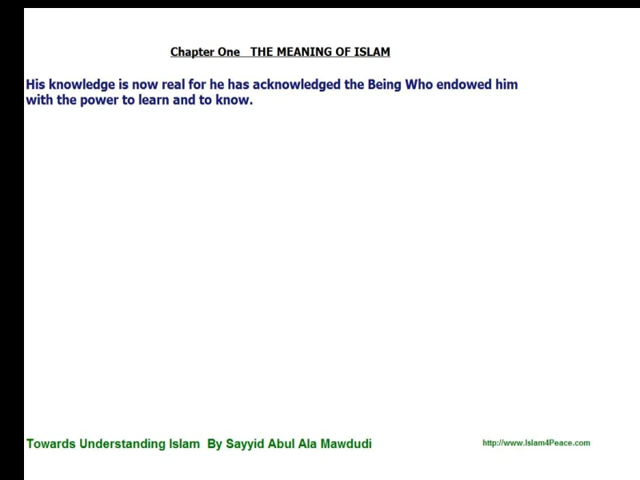 Chapter One   THE MEANING OF ISLAM
His knowledge is now real for he has acknowledged the Being Who endowed him
with the power to learn and to know.
Towards Understanding Islam  By Sayyid Abul Ala Mawdudi
http://www.Islam4Peace.com